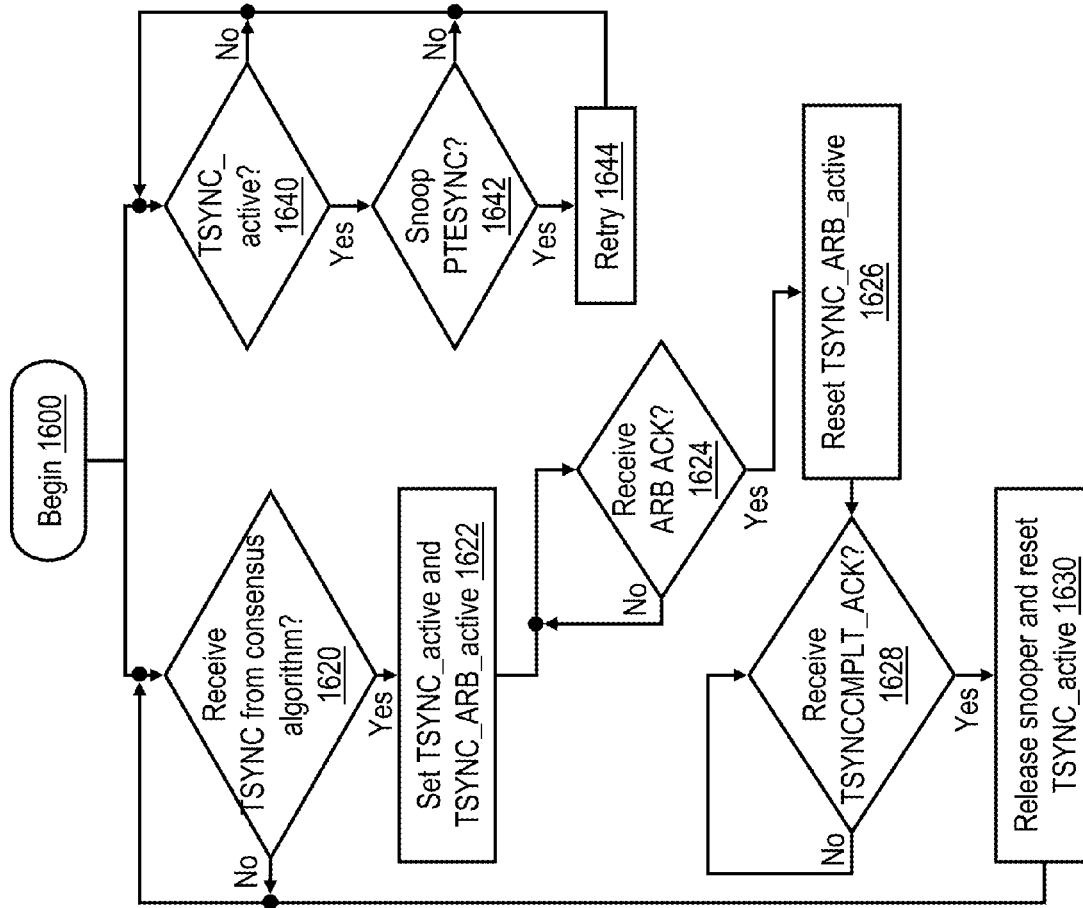 Begin 1600
Receive
TSYNC from consensus
algorithm?
1620
No
Yes
Set TSYNC_active and
TSYNC_ARB_active 1622
Receive
ARB ACK?
1624
No
Yes
Reset TSYNC_ARB_active
1626
Receive
TSYNCCMPLT_ACK?
1628
No
Yes
Release snooper and reset
TSYNC_active 1630
TSYNC_
active?
1640
No
Yes
Snoop
PTESYNC?
1642
No
Yes
Retry 1644